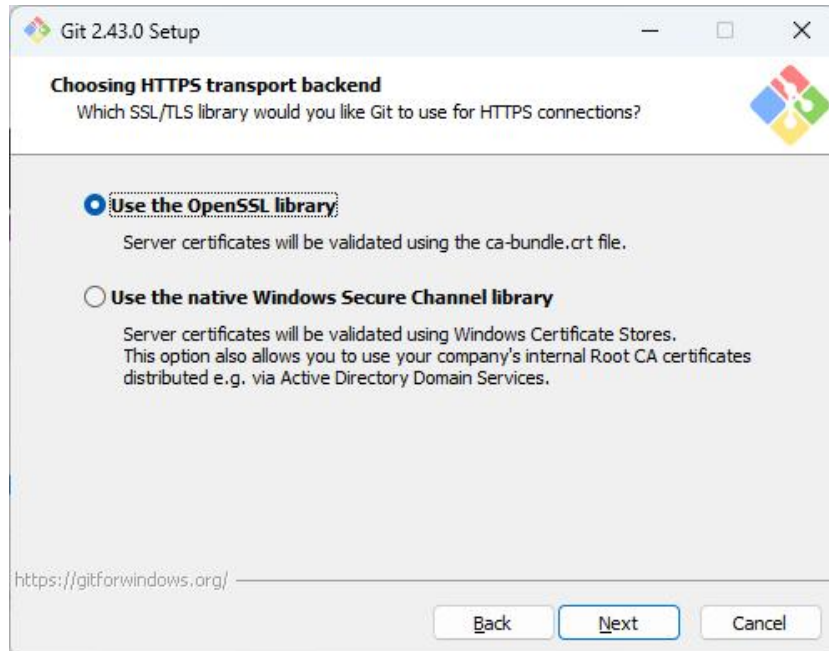 Git 2.43.0 Setup
Choosing HTTPS transport backend
Which SSL/TLS library would you like Git to use for HTTPS connections?
Use the OpenSSL library
Server certificates will be validated using the ca-bundle.crt file.
Use the native Windows Secure Channel library
Server certificates will be validated using Windows Certificate Stores.
This option also allows you to use your company's internal Root CA certificates
distributed e.g. via Active Directory Domain Services.
https://gitforwindows.org/
Back Next Cancel